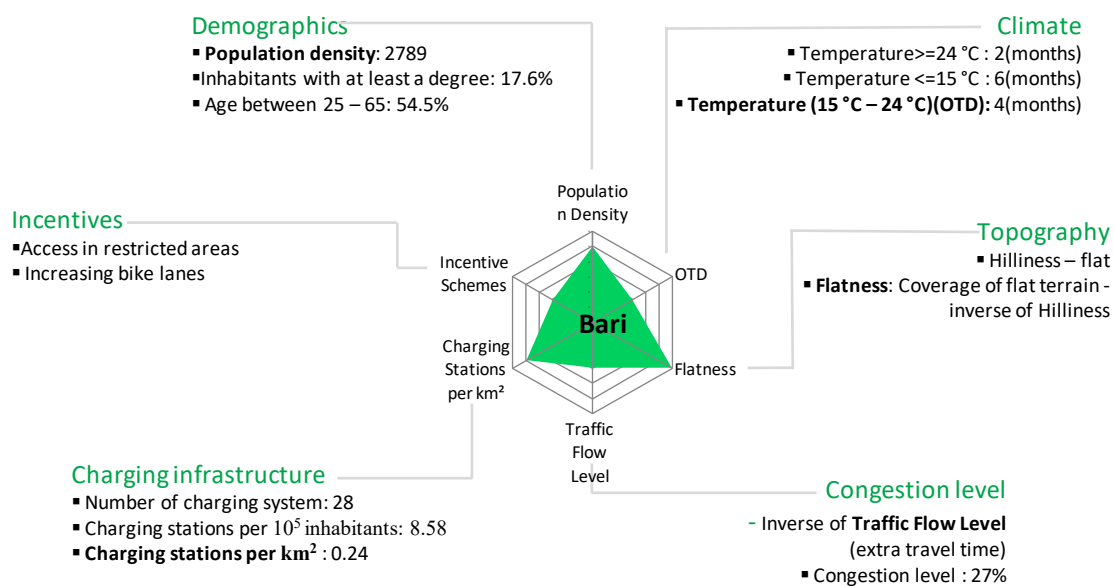 Demographics
▪ Population density: 2789
▪Inhabitants with at least a degree: 17.6%
▪ Age between 25 – 65: 54.5%
Climate
▪ Temperature>=24 °C : 2(months)
▪ Temperature <=15 °C : 6(months)
▪ Temperature (15 °C – 24 °C)(OTD): 4(months)
Incentives
▪Access in restricted areas
▪ Increasing bike lanes
Topography
▪ Hilliness – flat
▪ Flatness: Coverage of flat terrain -
inverse of Hilliness
Populatio
n Density
OTD
Flatness
Traffic
Flow
Level
Charging
Stations
per km²
Incentive
Schemes
Bari
Charging infrastructure
▪ Number of charging system: 28
▪ Charging stations per 10⁵ inhabitants: 8.58
▪ Charging stations per km² : 0.24
Congestion level
- Inverse of Traffic Flow Level
(extra travel time)
▪ Congestion level : 27%